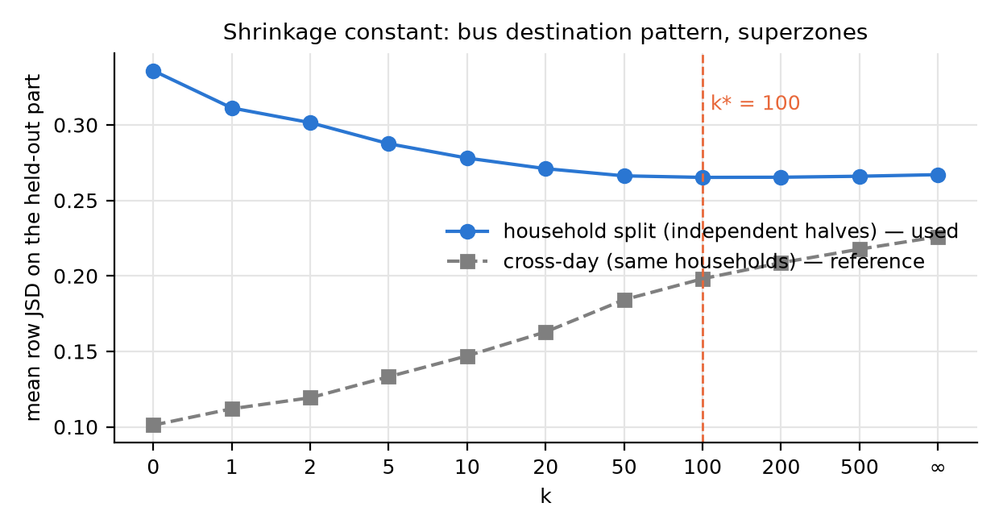 Shrinkage constant: bus destination pattern, superzones
mean row JSD on the held-out part
0.30
0.25
0.20
0.15
0.10
k* = 100
household split (independent halves) — used
cross-day (same households) — reference
0 1 2 5 10 20 50 100 200 500 ∞
k